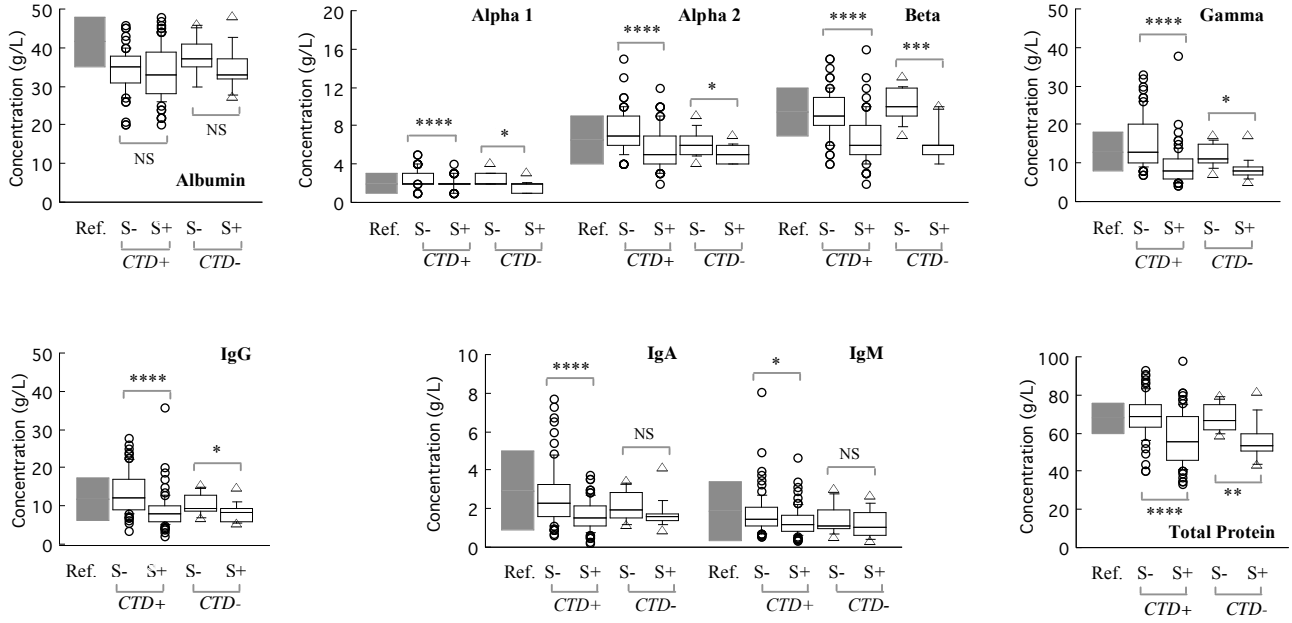 Concentration (g/L)
50
40
30
20
10
0
NS
NS
Albumin
Ref. S- S+ S- S+
CTD+ CTD-
Concentration (g/L)
20
16
12
8
4
0
Alpha 1
Alpha 2
Beta
****
*
****
*
****
***
Ref. S- S+ S- S+
CTD+ CTD-
Ref. S- S+ S- S+
CTD+ CTD-
Ref. S- S+ S- S+
CTD+ CTD-
Concentration (g/L)
50
40
30
20
10
0
Gamma
****
*
Ref. S- S+ S- S+
CTD+ CTD-
Concentration (g/L)
50
40
30
20
10
0
IgG
****
*
Ref. S- S+ S- S+
CTD+ CTD-
Concentration (g/L)
10
8
6
4
2
0
IgA
IgM
****
NS
*
NS
Ref. S- S+ S- S+
CTD+ CTD-
Ref. S- S+ S- S+
CTD+ CTD-
Concentration (g/L)
100
80
60
40
20
0
****
**
Total Protein
Ref. S- S+ S- S+
CTD+ CTD-